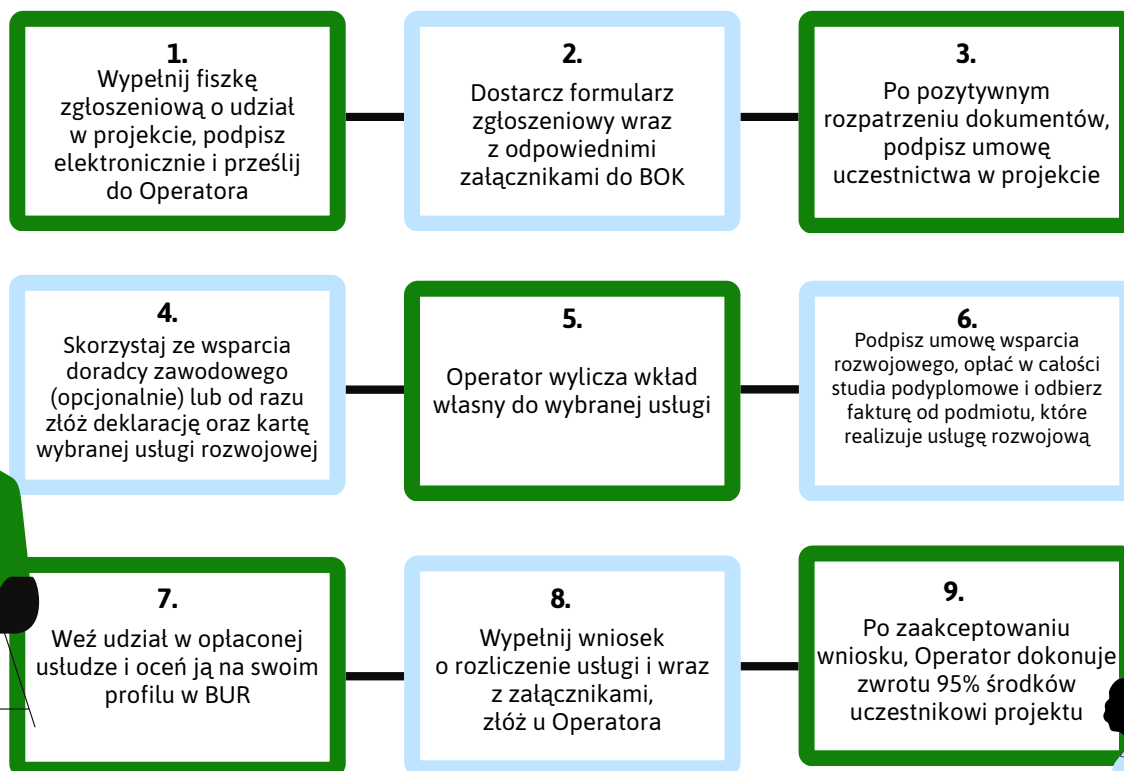 1.
Wypełnij fiszkę
zgłoszeniową o udział
w projekcie, podpisz
elektronicznie i prześlij
do Operatora
2.
Dostarcz formularz
zgłoszeniowy wraz
z odpowiednimi
załącznikami do BOK
3.
Po pozytywnym
rozpatrzeniu dokumentów,
podpisz umowę
uczestnictwa w projekcie
4.
Skorzystaj ze wsparcia
doradcy zawodowego
(opcjonalnie) lub od razu
złóż deklarację oraz kartę
wybranej usługi rozwojowej
5.
Operator wylicza wkład
własny do wybranej usługi
6.
Podpisz umowę wsparcia
rozwojowego, opłać w całości
studia podyplomowe i odbierz
fakturę od podmiotu, które
realizuje usługę rozwojową
7.
Weź udział w opłaconej
usłudze i oceń ją na swoim
profilu w BUR
8.
Wypełnij wniosek
o rozliczenie usługi i wraz
z załącznikami,
złóż u Operatora
9.
Po zaakceptowaniu
wniosku, Operator dokonuje
zwrotu 95% środków
uczestnikowi projektu